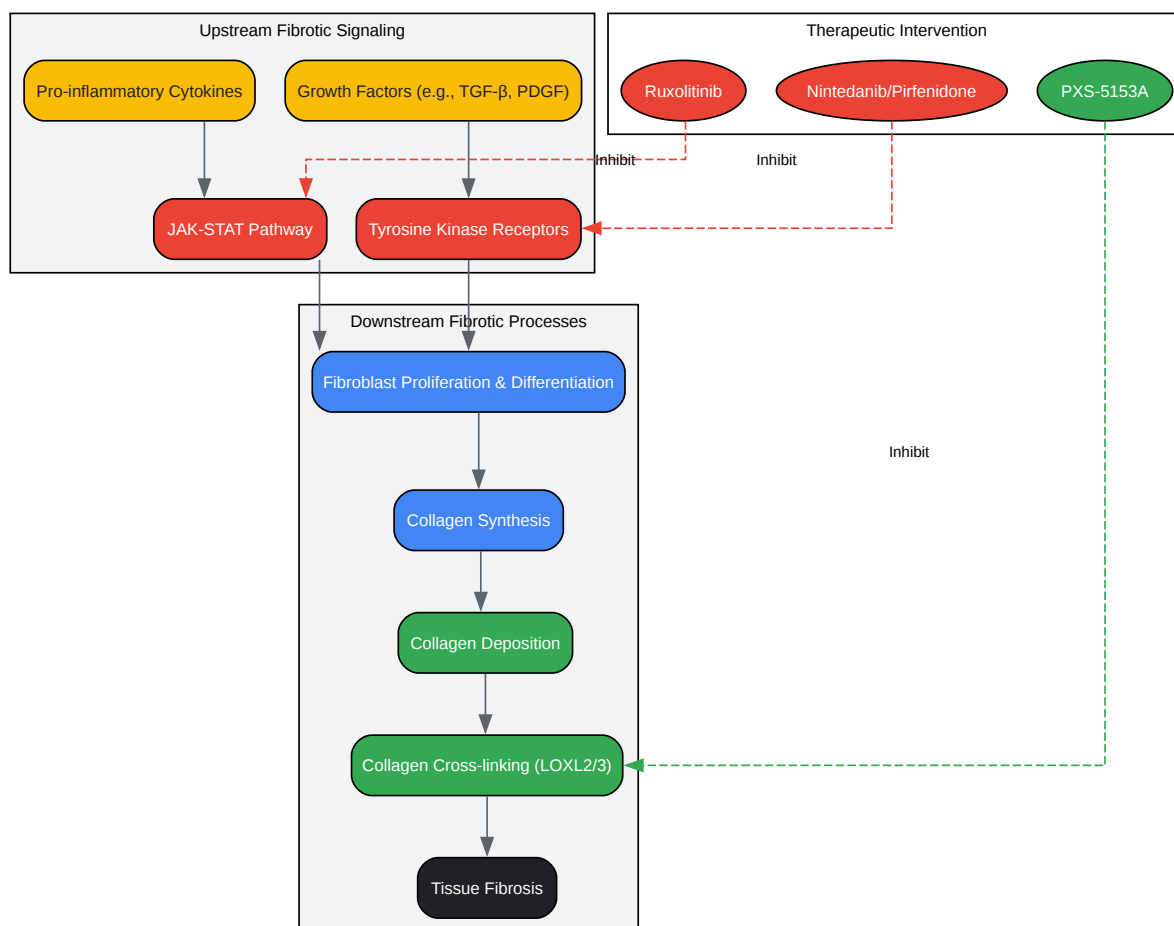 Upstream Fibrotic Signaling
Therapeutic Intervention
Pro-inflammatory Cytokines
Growth Factors (e.g., TGF-β, PDGF)
Ruxolitinib
Nintedanib/Pirfenidone
PXS-5153A
Inhibit
Inhibit
JAK-STAT Pathway
Tyrosine Kinase Receptors
Downstream Fibrotic Processes
Fibroblast Proliferation & Differentiation
Inhibit
Collagen Synthesis
Collagen Deposition
Collagen Cross-linking (LOXL2/3)
Tissue Fibrosis